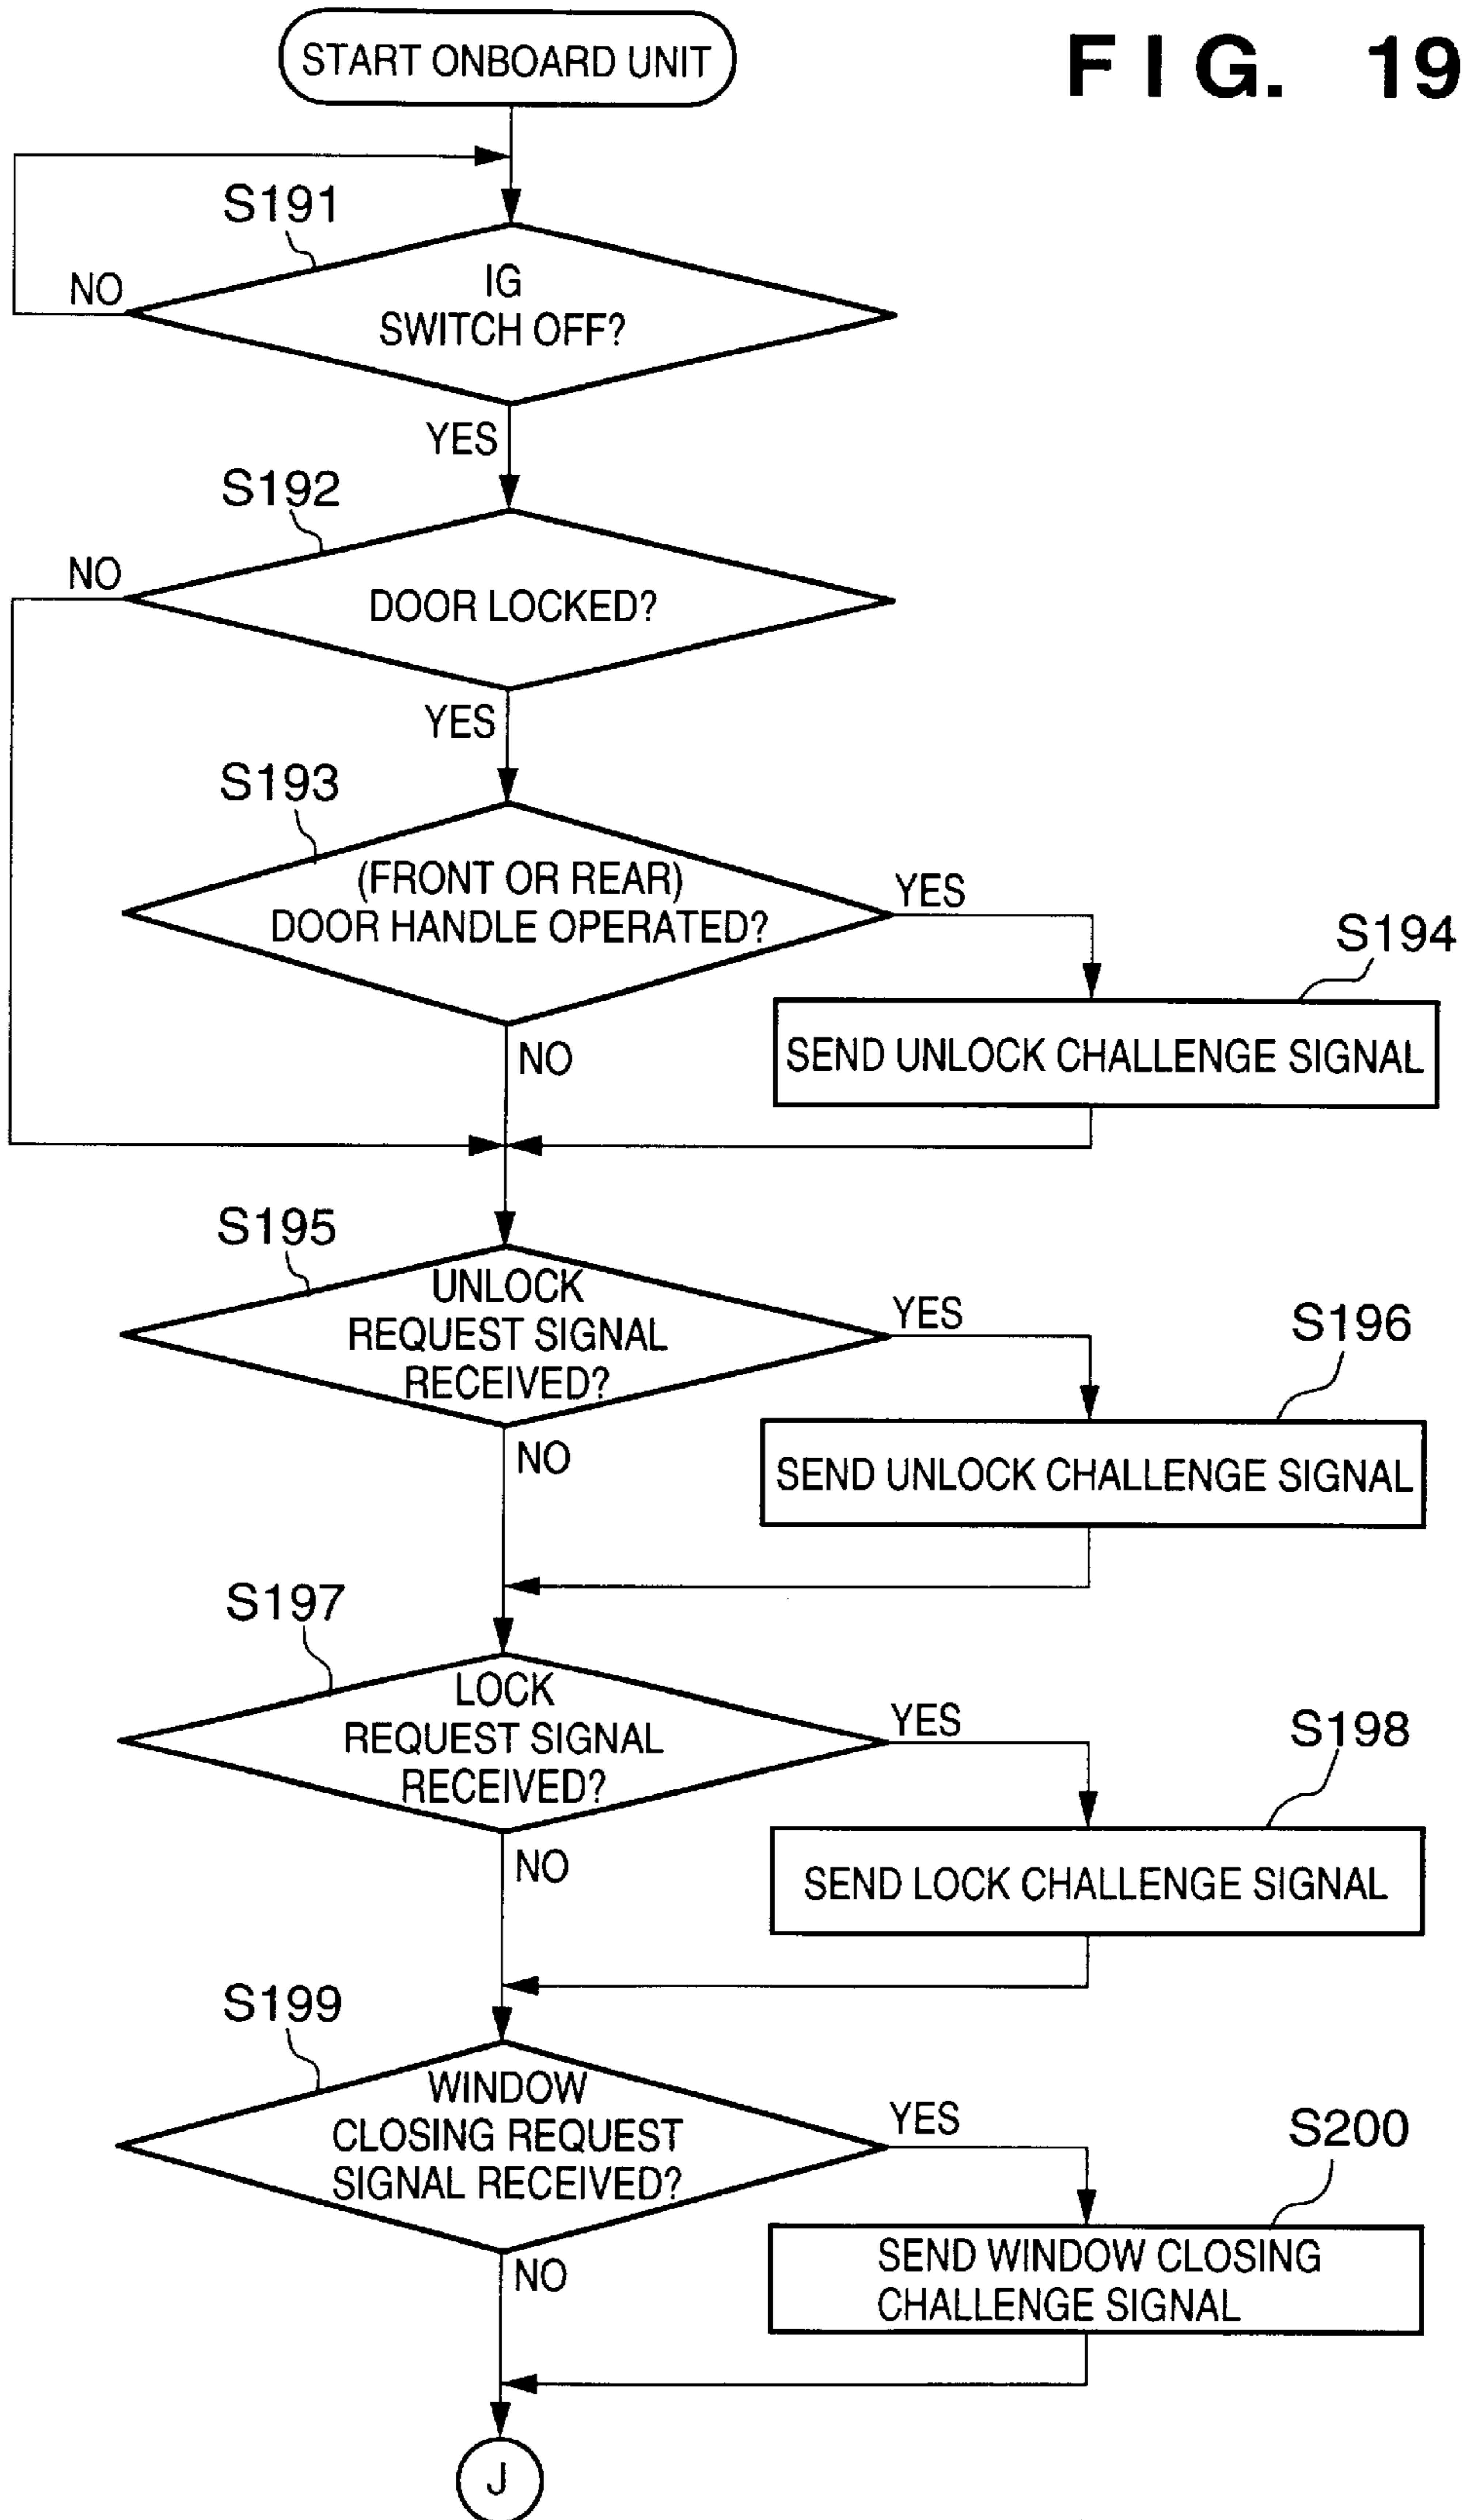 START ONBOARD UNIT
FIG. 19
S191
NO
IG
SWITCH OFF?
YES
S192
NO
DOOR LOCKED?
YES
S193
(FRONT OR REAR)
DOOR HANDLE OPERATED?
YES
S194
NO
SEND UNLOCK CHALLENGE SIGNAL
S195
UNLOCK
REQUEST SIGNAL
RECEIVED?
YES
S196
NO
SEND UNLOCK CHALLENGE SIGNAL
S197
LOCK
REQUEST SIGNAL
RECEIVED?
YES
S198
NO
SEND LOCK CHALLENGE SIGNAL
S199
WINDOW
CLOSING REQUEST
SIGNAL RECEIVED?
YES
S200
NO
SEND WINDOW CLOSING
CHALLENGE SIGNAL
J